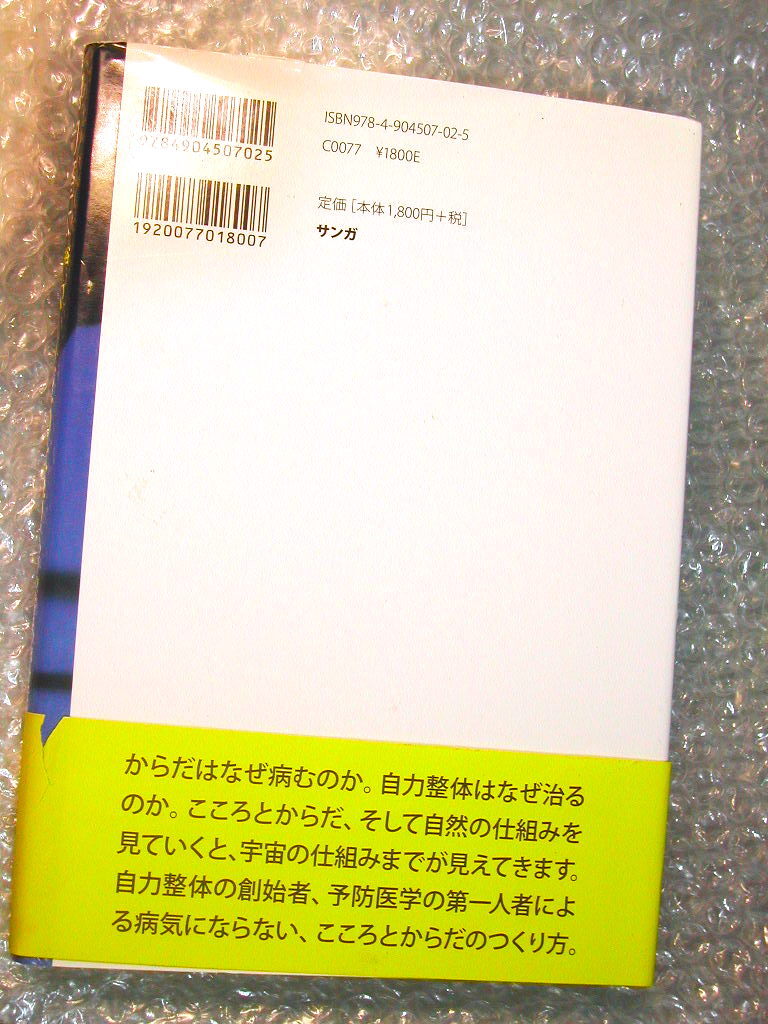 9784904507025
ISBN978-4-904507-02-5
C0077 ¥1800E
1920077018007
定価 [本体1,800円+税]
サンガ
からだはなぜ病むのか。自力整体はなぜ治る
のか。こころとからだ、そして自然の仕組みを
見ていくと、宇宙の仕組みまでが見えてきます。
自力整体の創始者、予防医学の第一人者によ
る病気にならない、こころとからだのつくり方。